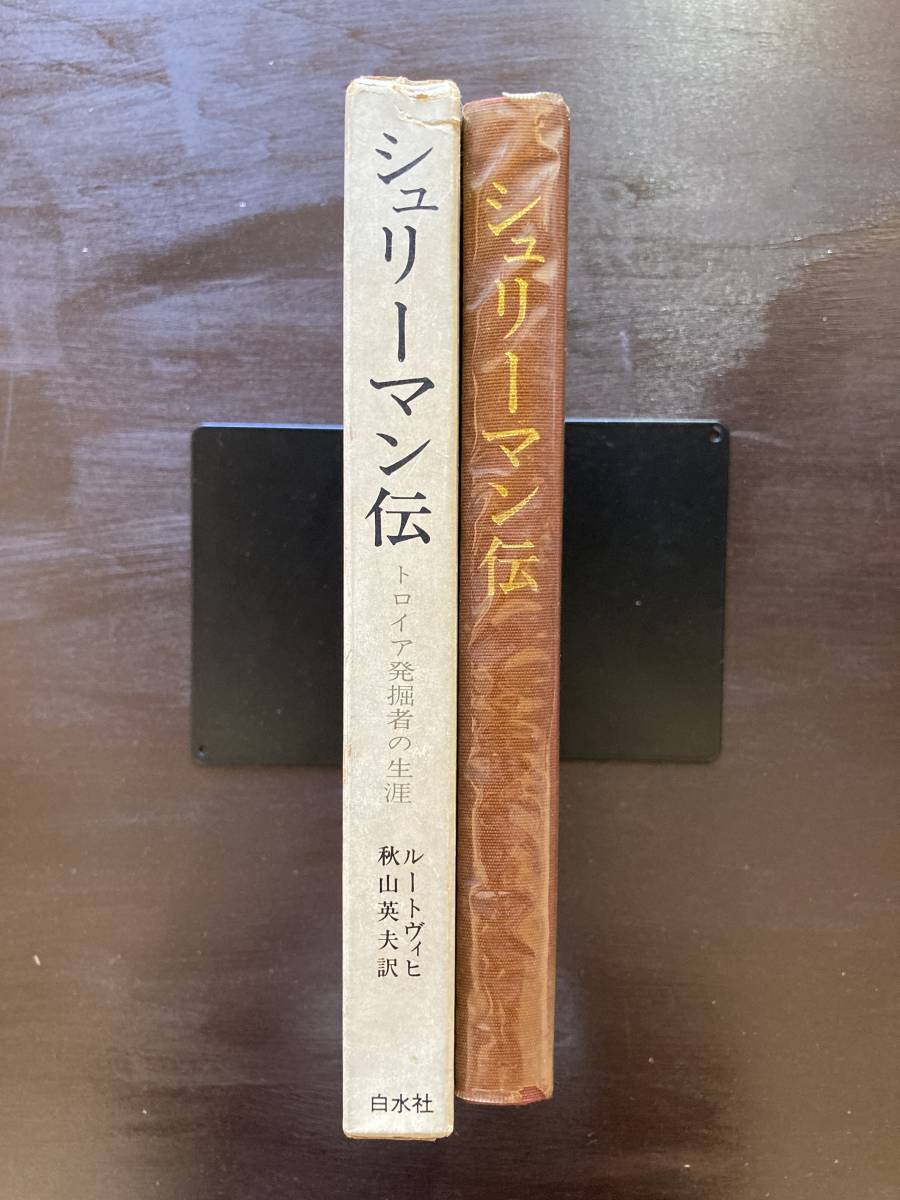 シュリーマン伝
トロイア発掘者の生涯
ルートヴィヒ
秋山英夫訳
白水社
シュリーマン伝